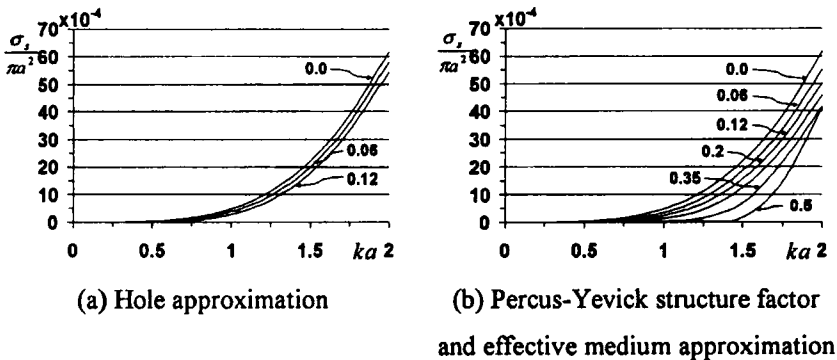 70 x10⁻⁴
σₛ/πa²
60
50
40
30
20
10
0
0.0
0.06
0.12
0 0.5 1 1.5 ka 2
(a) Hole approximation
70 x10⁻⁴
σₛ/πa²
60
50
40
30
20
10
0
0.0
0.06
0.12
0.2
0.35
0.5
0 0.5 1 1.5 ka 2
(b) Percus-Yevick structure factor
and effective medium approximation